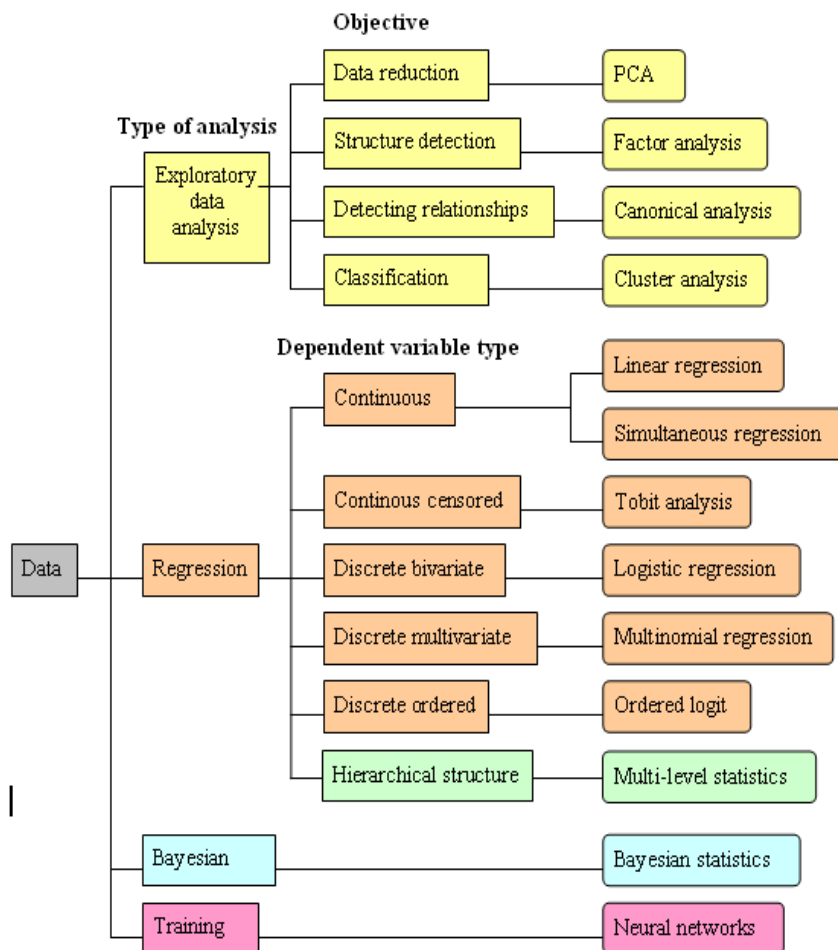 Objective
Data reduction
PCA
Type of analysis
Structure detection
Factor analysis
Exploratory
data
analysis
Detecting relationships
Canonical analysis
Classification
Cluster analysis
Dependent variable type
Linear regression
Continuous
Simultaneous regression
Continous censored
Tobit analysis
Data
Regression
Discrete bivariate
Logistic regression
Discrete multivariate
Multinomial regression
Discrete ordered
Ordered logit
Hierarchical structure
Multi-level statistics
Bayesian
Bayesian statistics
Training
Neural networks